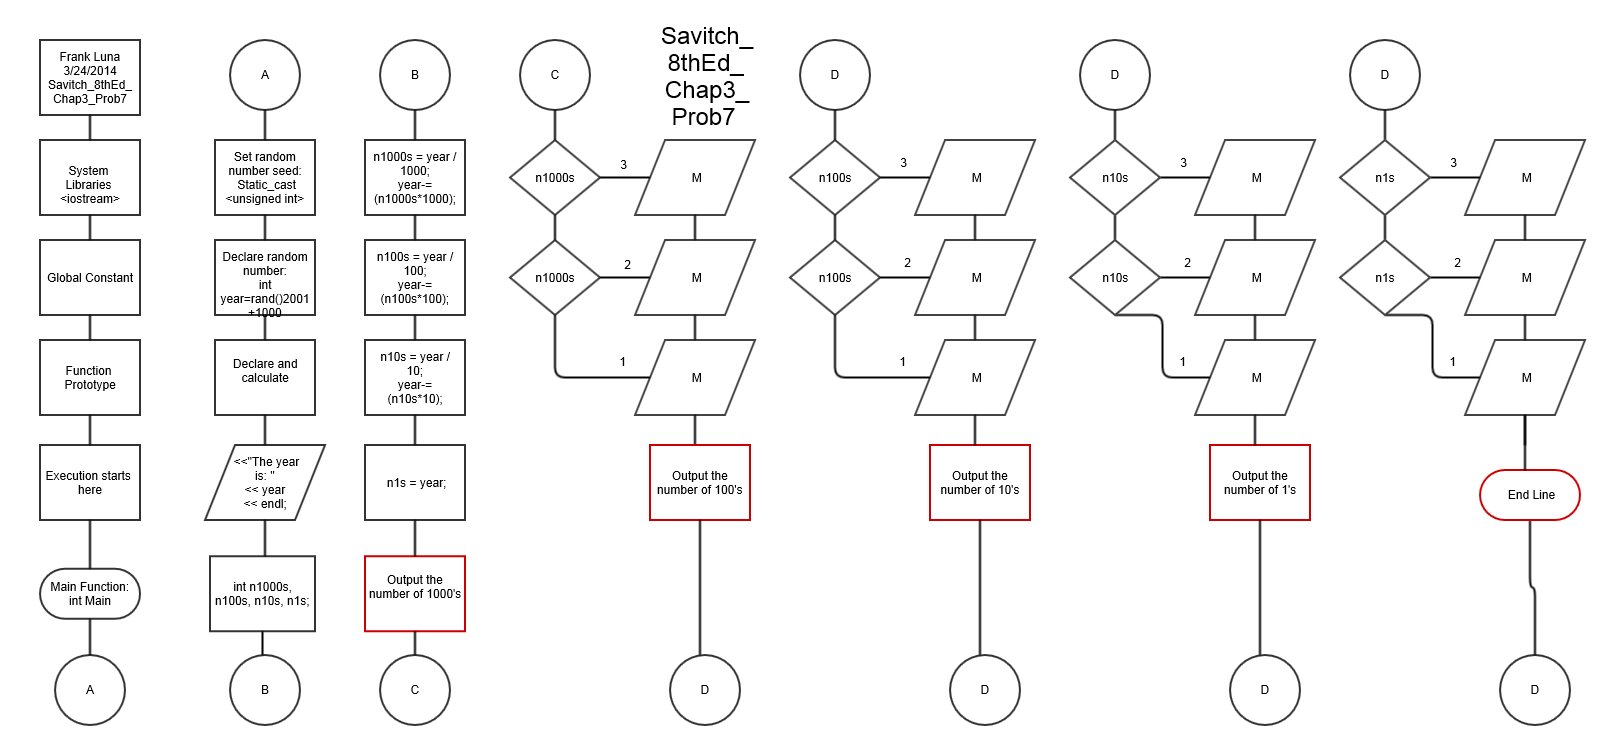 Frank Luna
3/24/2014
Savitch_8thEd_
Chap3_Prob7
System
Libraries
<iostream>
Global Constant
Function
Prototype
Execution starts
here
Main Function:
int Main
A
A
Set random
number seed:
Static_cast
<unsigned int>
Declare random
number:
int
year=rand()2001
+1000
Declare and
calculate
<<"The year
is: "
<< year
<< endl;
int n1000s,
n100s, n10s, n1s;
B
B
n1000s = year /
1000;
year-=
(n1000s*1000);
n100s = year /
100;
year-=
(n100s*100);
n10s = year /
10;
year-=
(n10s*10);
n1s = year;
Output the
number of 1000's
C
Savitch_
8thEd_
Chap3_
Prob7
C
n1000s
3
M
n1000s
2
M
1
M
Output the
number of 100's
D
D
n100s
3
M
n100s
2
M
1
M
Output the
number of 10's
D
D
n10s
3
M
n10s
2
M
1
M
Output the
number of 1's
D
D
n1s
3
M
n1s
2
M
1
M
End Line
D